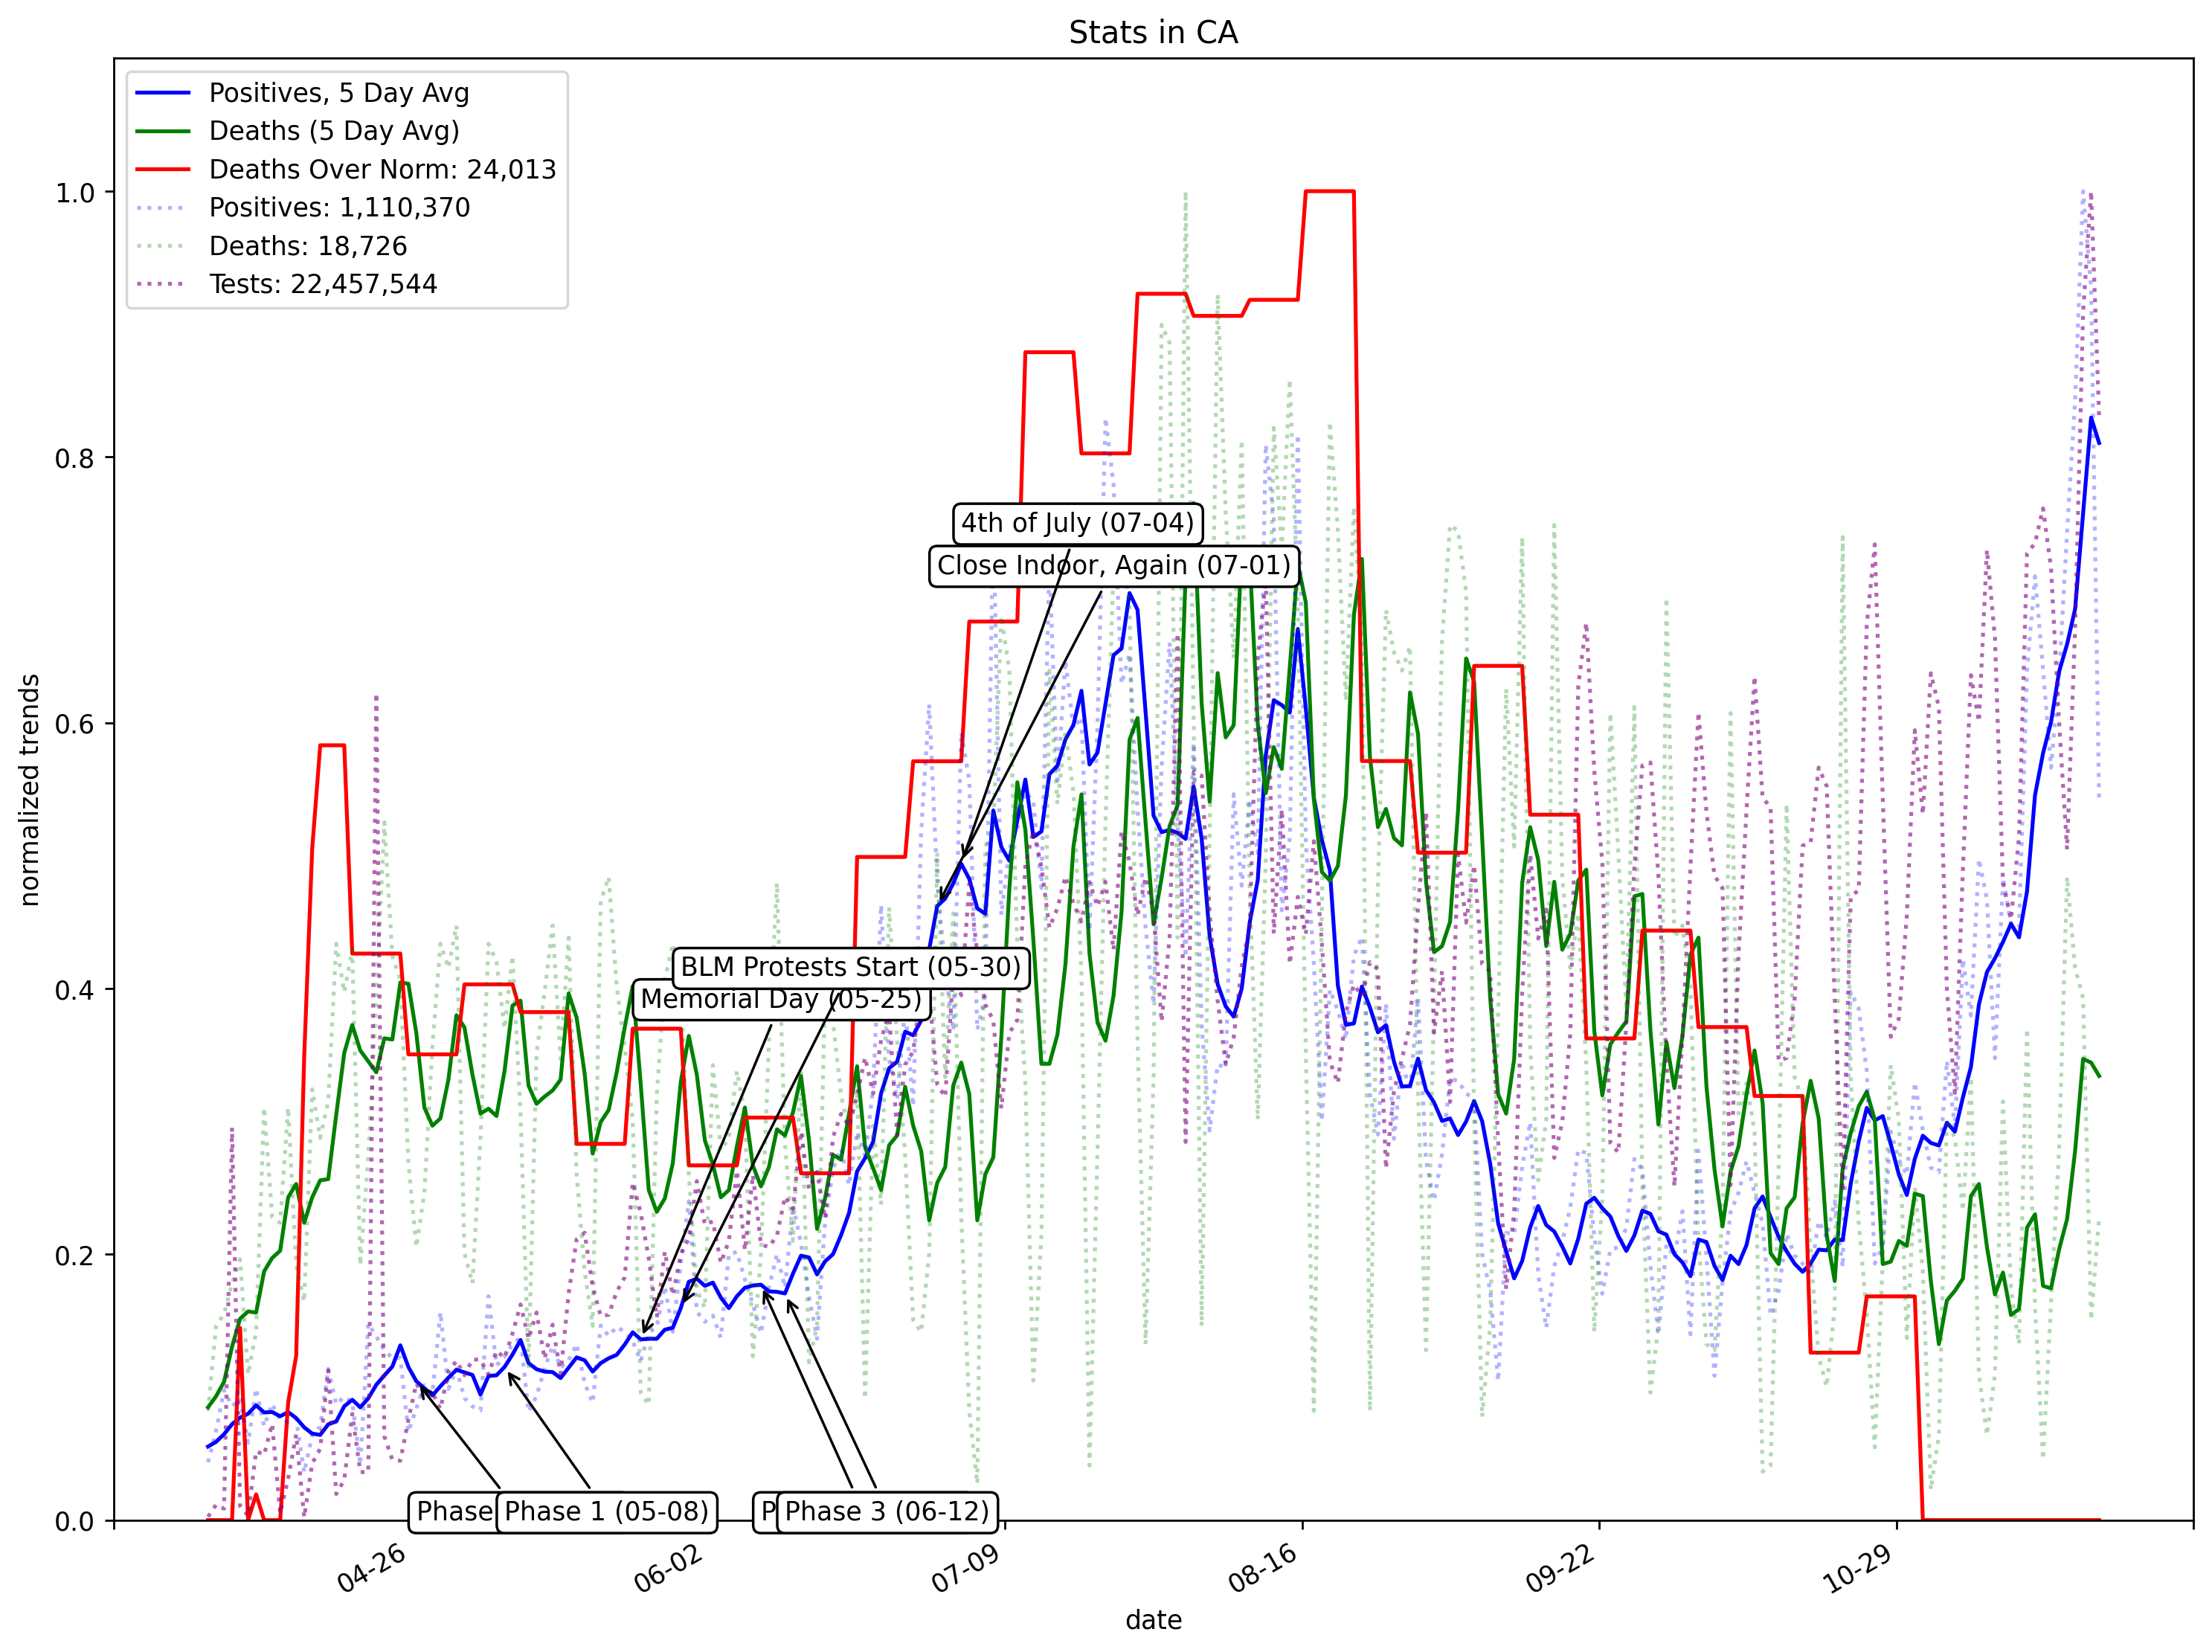 Stats in CA
Positives, 5 Day Avg
Deaths (5 Day Avg)
Deaths Over Norm: 24,013
Positives: 1,110,370
Deaths: 18,726
Tests: 22,457,544
normalized trends
1.0
0.8
0.6
0.4
0.2
0.0
4th of July (07-04)
Close Indoor, Again (07-01)
BLM Protests Start (05-30)
Memorial Day (05-25)
Phase
Phase 1 (05-08)
P
Phase 3 (06-12)
04-26
06-02
07-09
08-16
09-22
10-29
date